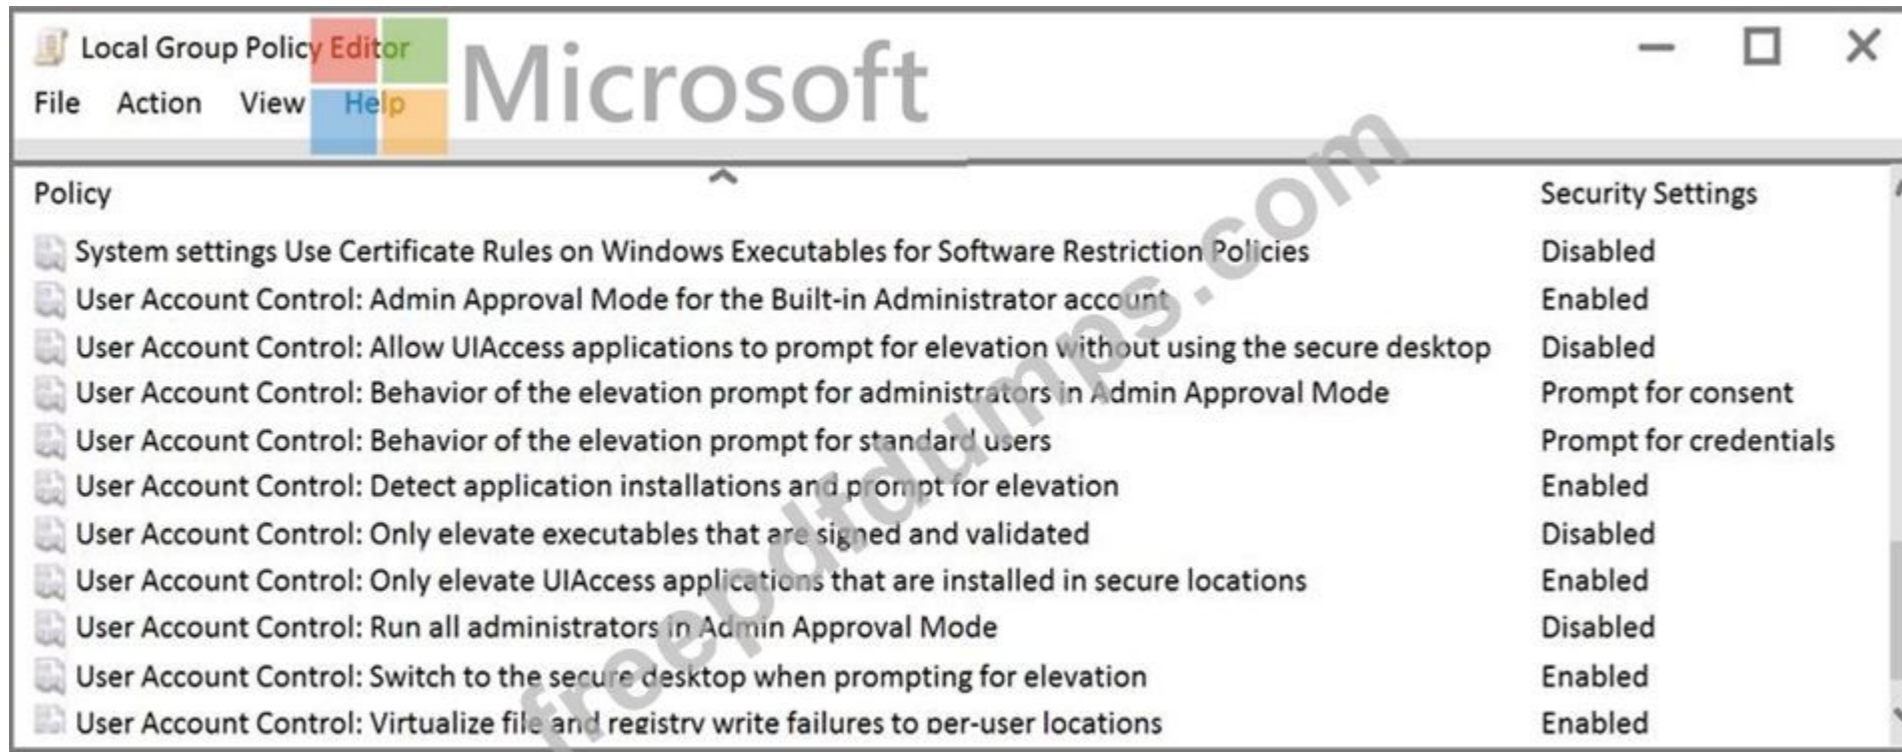 Local Group Policy Editor
Microsoft
File Action View Help
Policy Security Settings
System settings Use Certificate Rules on Windows Executables for Software Restriction Policies Disabled
User Account Control: Admin Approval Mode for the Built-in Administrator account Enabled
User Account Control: Allow UIAccess applications to prompt for elevation without using the secure desktop Disabled
User Account Control: Behavior of the elevation prompt for administrators in Admin Approval Mode Prompt for consent
User Account Control: Behavior of the elevation prompt for standard users Prompt for credentials
User Account Control: Detect application installations and prompt for elevation Enabled
User Account Control: Only elevate executables that are signed and validated Disabled
User Account Control: Only elevate UIAccess applications that are installed in secure locations Enabled
User Account Control: Run all administrators in Admin Approval Mode Disabled
User Account Control: Switch to the secure desktop when prompting for elevation Enabled
User Account Control: Virtualize file and registry write failures to per-user locations Enabled
freepdfdumps.com